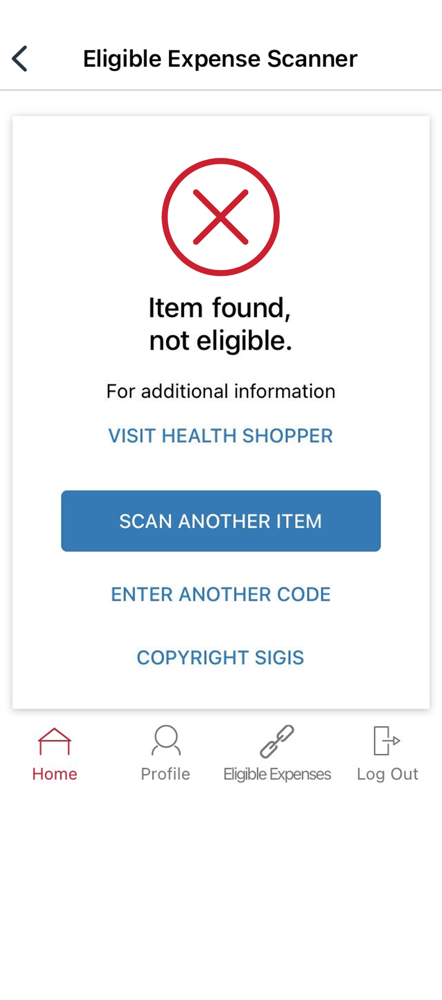 Eligible Expense Scanner
Item found,
not eligible.
For additional information
VISIT HEALTH SHOPPER
SCAN ANOTHER ITEM
ENTER ANOTHER CODE
COPYRIGHT SIGIS
Home
Profile
Eligible Expenses
Log Out